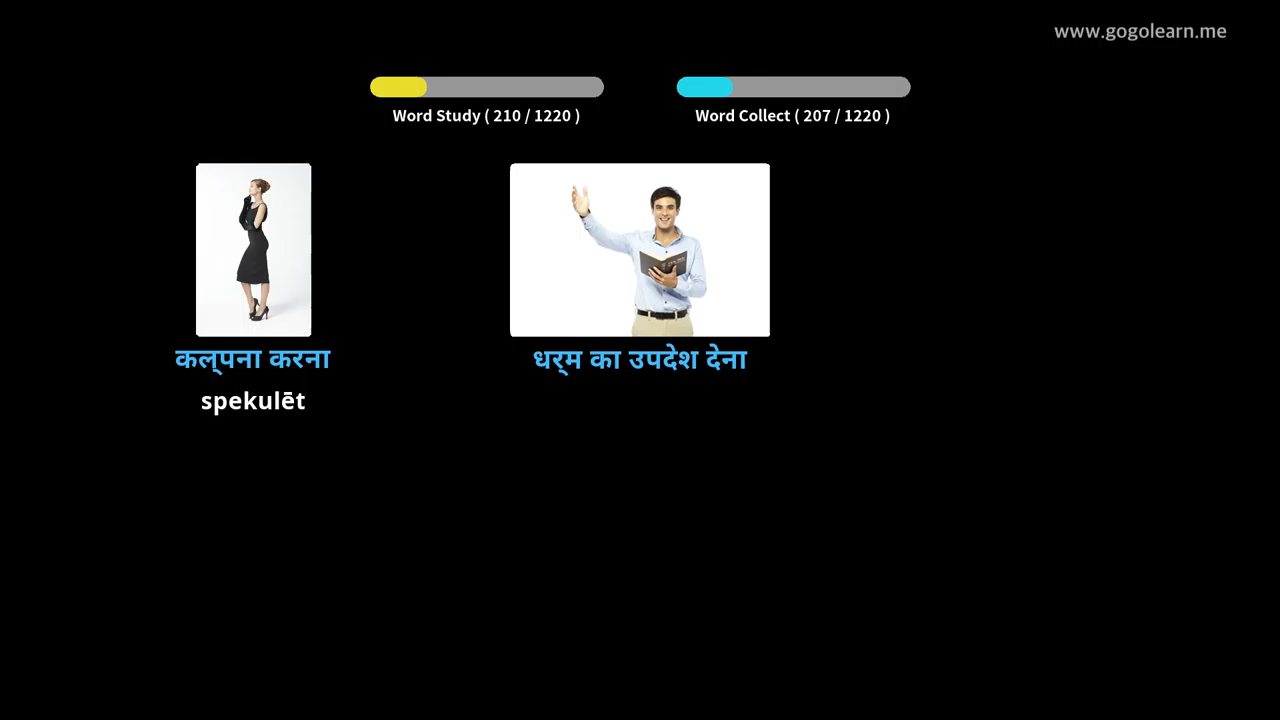 www.gogolearn.me
Word Study ( 210 / 1220 )
Word Collect ( 207 / 1220 )
कल्पना करना
धर्म का उपदेश देना
spekulēt